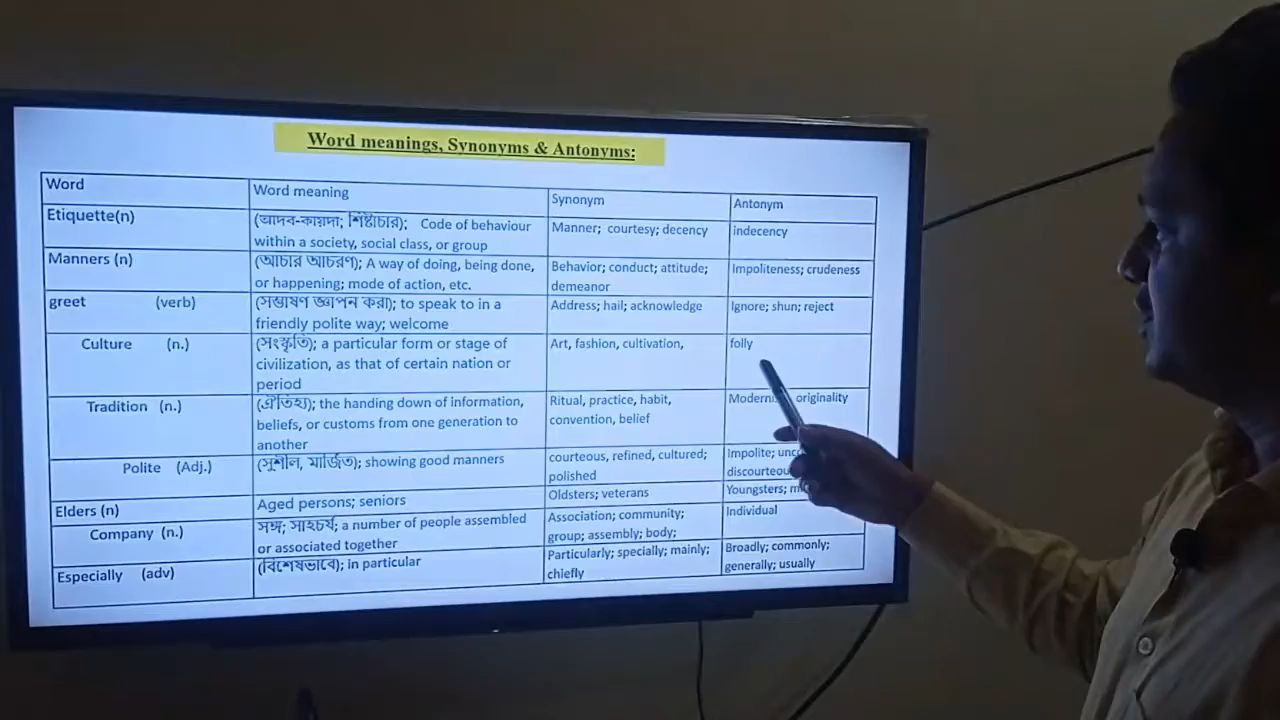 Word meanings, Synonyms & Antonyms:
Word Word meaning Synonym Antonym
Etiquette(n) (আদব-কায়দা; শিষ্টাচার); Code of behaviour Manner; courtesy; decency indecency
within a society, social class, or group
Manners (n) (আচার আচরণ); A way of doing, being done, Behavior; conduct; attitude; Impoliteness; crudeness
or happening; mode of action, etc. demeanor
greet (verb) (সম্ভাষণ জ্ঞাপন করা); to speak to in a Address; hail; acknowledge Ignore; shun; reject
friendly polite way; welcome
Culture (n.) (সংস্কৃতি); a particular form or stage of Art, fashion, cultivation, folly
civilization, as that of certain nation or
period
Tradition (n.) (ঐতিহ্য); the handing down of information, Ritual, practice, habit, originality
beliefs, or customs from one generation to convention, belief
another
Polite (Adj.) (সুশীল, মার্জিত); showing good manners courteous, refined, cultured; Impolite;
polished
Elders (n) Aged persons; seniors Oldsters; veterans Youngsters;
Company (n.) সঙ্গ; সাহচর্য; a number of people assembled Association; community; Individual
or associated together group; assembly; body;
Especially (adv) (বিশেষভাবে); in particular Particularly; specially; mainly; Broadly; commonly;
chiefly generally; usually